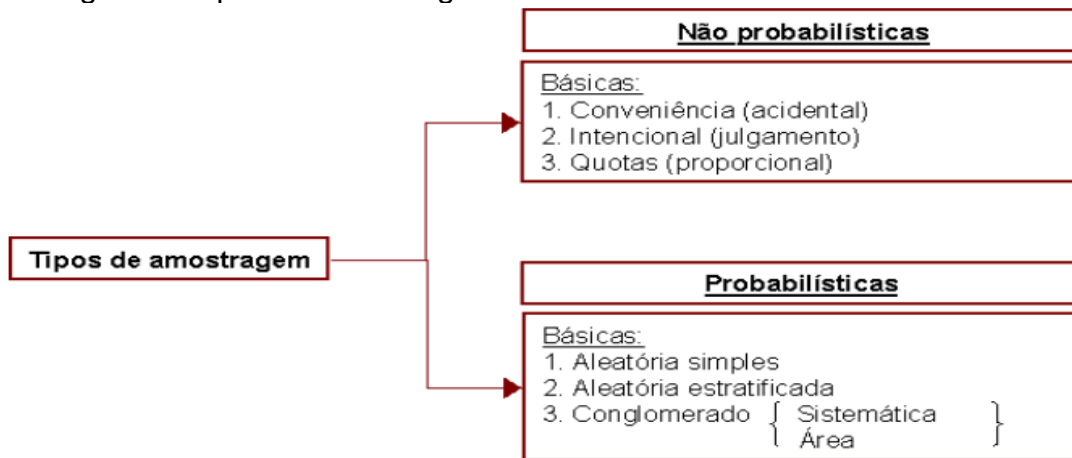 Não probabilísticas
Básicas:
1. Conveniência (acidental)
2. Intencional (julgamento)
3. Quotas (proporcional)
Tipos de amostragem
Probabilísticas
Básicas:
1. Aleatória simples
2. Aleatória estratificada
3. Conglomerado { Sistemática }
Área